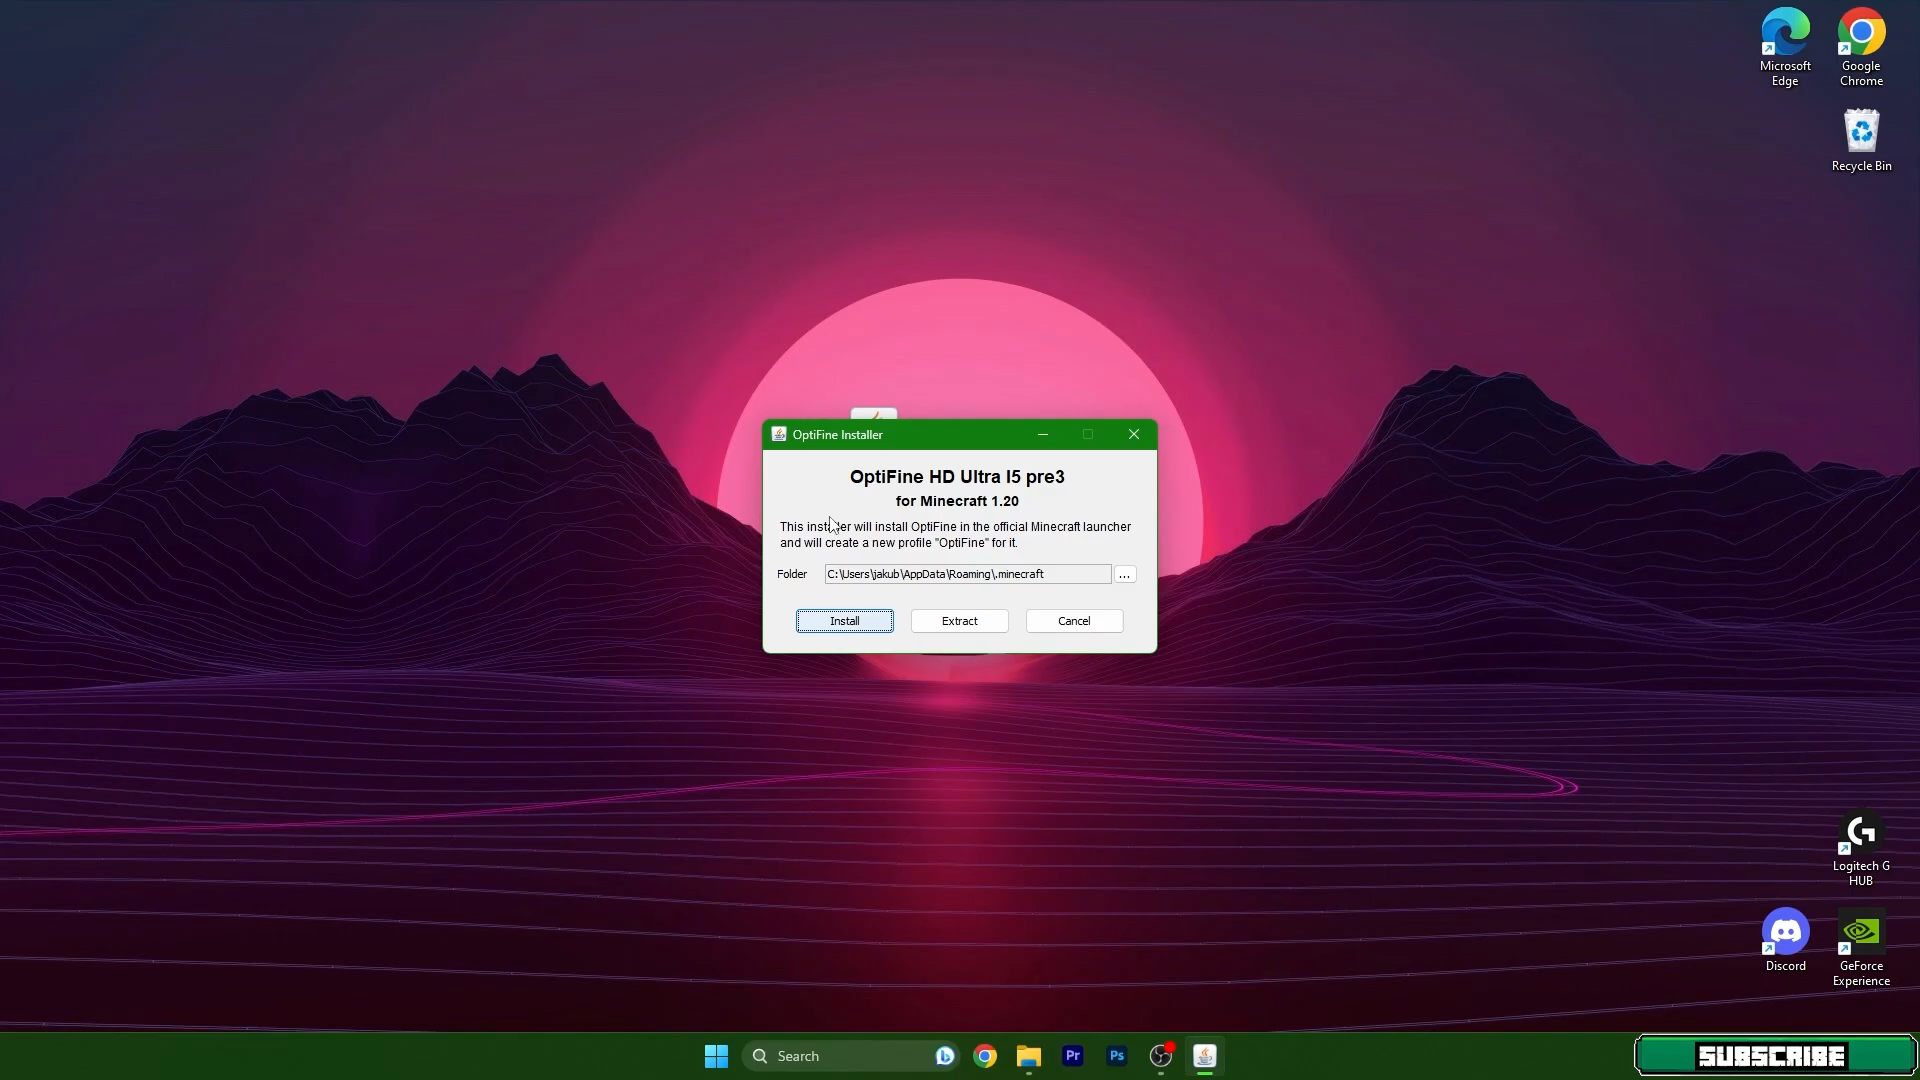 Microsoft
Edge
Google
Chrome
Recycle Bin
OptiFine Installer
OptiFine HD Ultra I5 pre3
for Minecraft 1.20
This installer will install OptiFine in the official Minecraft launcher
and will create a new profile "OptiFine" for it.
Folder
C:\Users\jakub\AppData\Roaming\.minecraft
...
Install
Extract
Cancel
Logitech G
HUB
Discord
GeForce
Experience
Search
Pr
Ps
SUBSCRIBE